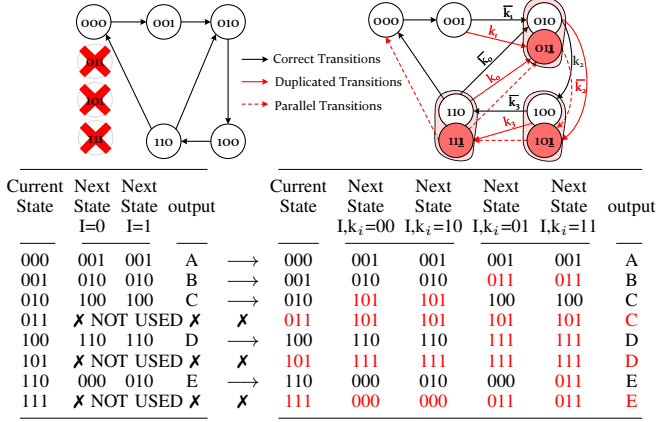 000 001 010
011
101
111
110 100
Correct Transitions
Duplicated Transitions
Parallel Transitions
000 001 k̅₁ 010
k₁ 011
k̅₀ k₀ k₂ k̅₂
110 k̅₃ 100
111 k₃ 101
Current State Next State I=0 Next State I=1 output
000 001 001 A
001 010 010 B
010 100 100 C
011 ✗ NOT USED ✗ ✗
100 110 110 D
101 ✗ NOT USED ✗ ✗
110 000 010 E
111 ✗ NOT USED ✗ ✗
Current State Next State I,kᵢ=00 Next State I,kᵢ=10 Next State I,kᵢ=01 Next State I,kᵢ=11 output
⟶ 000 001 001 001 001 A
⟶ 001 010 010 011 011 B
⟶ 010 101 101 100 100 C
011 101 101 101 101 C
⟶ 100 110 110 111 111 D
101 111 111 111 111 D
⟶ 110 000 010 000 011 E
111 000 000 011 011 E